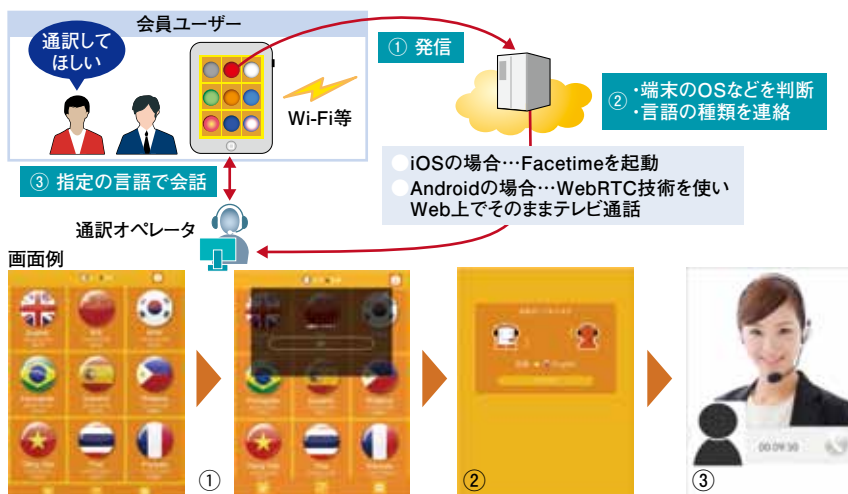 会員ユーザー
通訳して
ほしい
Wi-Fi等
① 発信
②
・端末のOSなどを判断
・言語の種類を連絡
iOSの場合…Facetimeを起動
Androidの場合…WebRTC技術を使い
Web上でそのままテレビ通話
③ 指定の言語で会話
通訳オペレータ
画面例
①
②
00:09:30
③